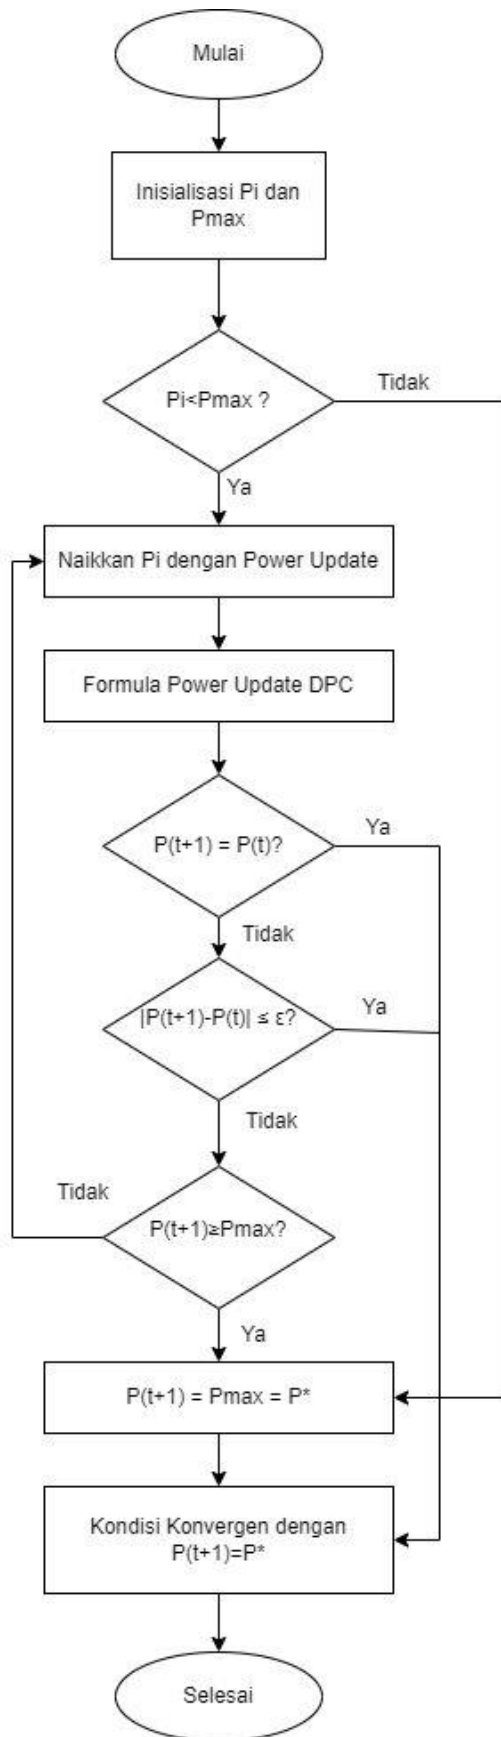 Mulai
Inisialisasi Pi dan
Pmax
Pi<Pmax ?
Tidak
Ya
Naikkan Pi dengan Power Update
Formula Power Update DPC
P(t+1) = P(t)?
Ya
Tidak
|P(t+1)-P(t)| ≤ ε?
Ya
Tidak
P(t+1)≥Pmax?
Tidak
Ya
P(t+1) = Pmax = P*
Kondisi Konvergen dengan
P(t+1)=P*
Selesai